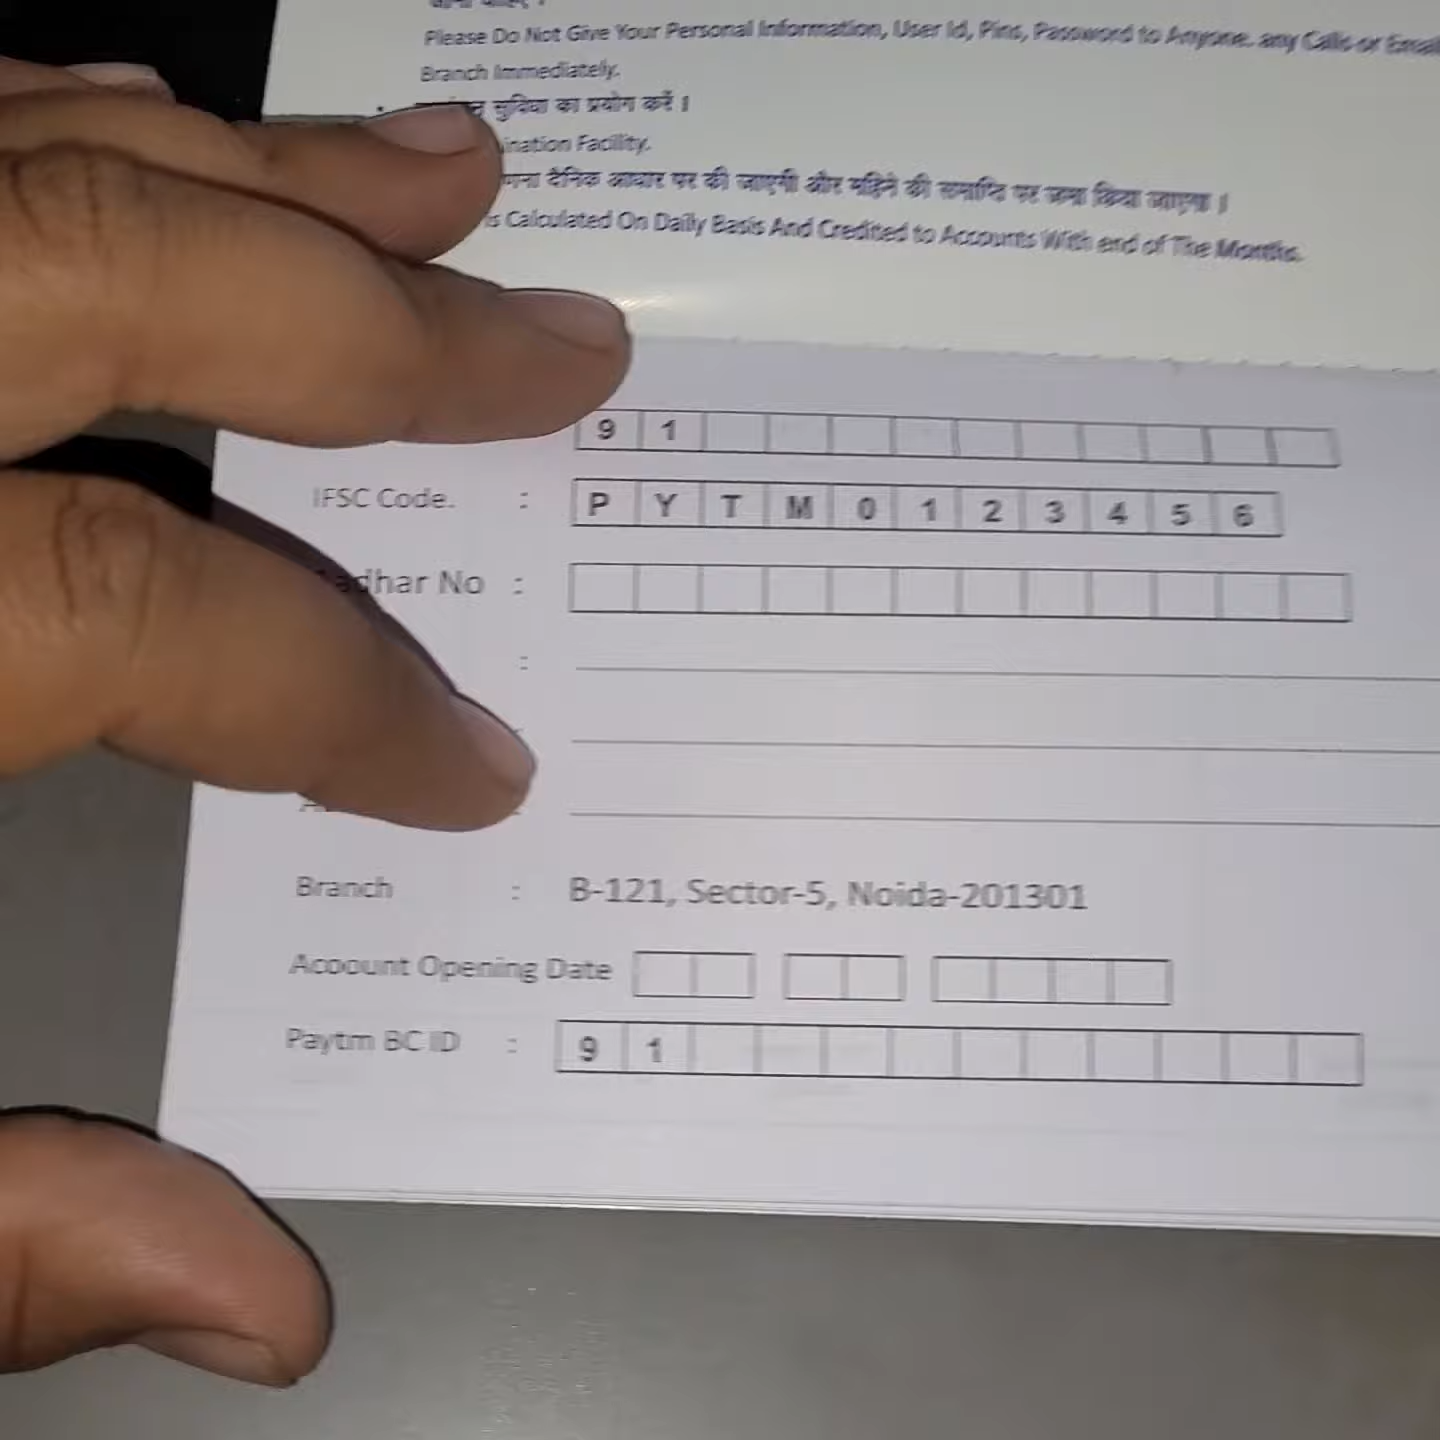 Please Do Not Give Your Personal Information, User Id, Pins, Password to Anyone. any Calls or Email
Branch Immediately.
सुविधा का प्रयोग करें ।
ination Facility.
दैनिक आधार पर की जाएगी और महिने की समाप्ति पर जमा किया जाएगा ।
is Calculated On Daily Basis And Credited to Accounts With end of The Months.
9 1
IFSC Code. : P Y T M 0 1 2 3 4 5 6
adhar No :
:
Branch : B-121, Sector-5, Noida-201301
Acoount Opening Date
Paytm BC ID : 9 1